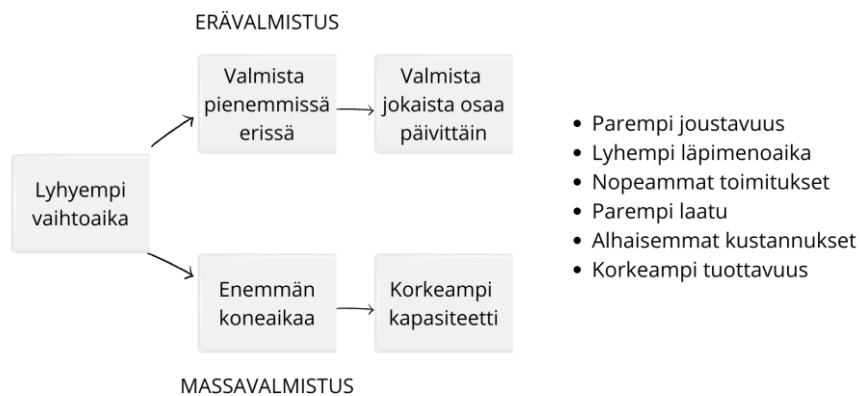 ERÄVALMISTUS
Valmista
pienemmissä
erissä
Valmista
jokaista osaa
päivittäin
Lyhyempi
vaihtoaika
Enemmän
koneaikaa
Korkeampi
kapasiteetti
MASSAVALMISTUS
• Parempi joustavuus
• Lyhempi läpimenoaika
• Nopeammat toimitukset
• Parempi laatu
• Alhaisemmat kustannukset
• Korkeampi tuottavuus